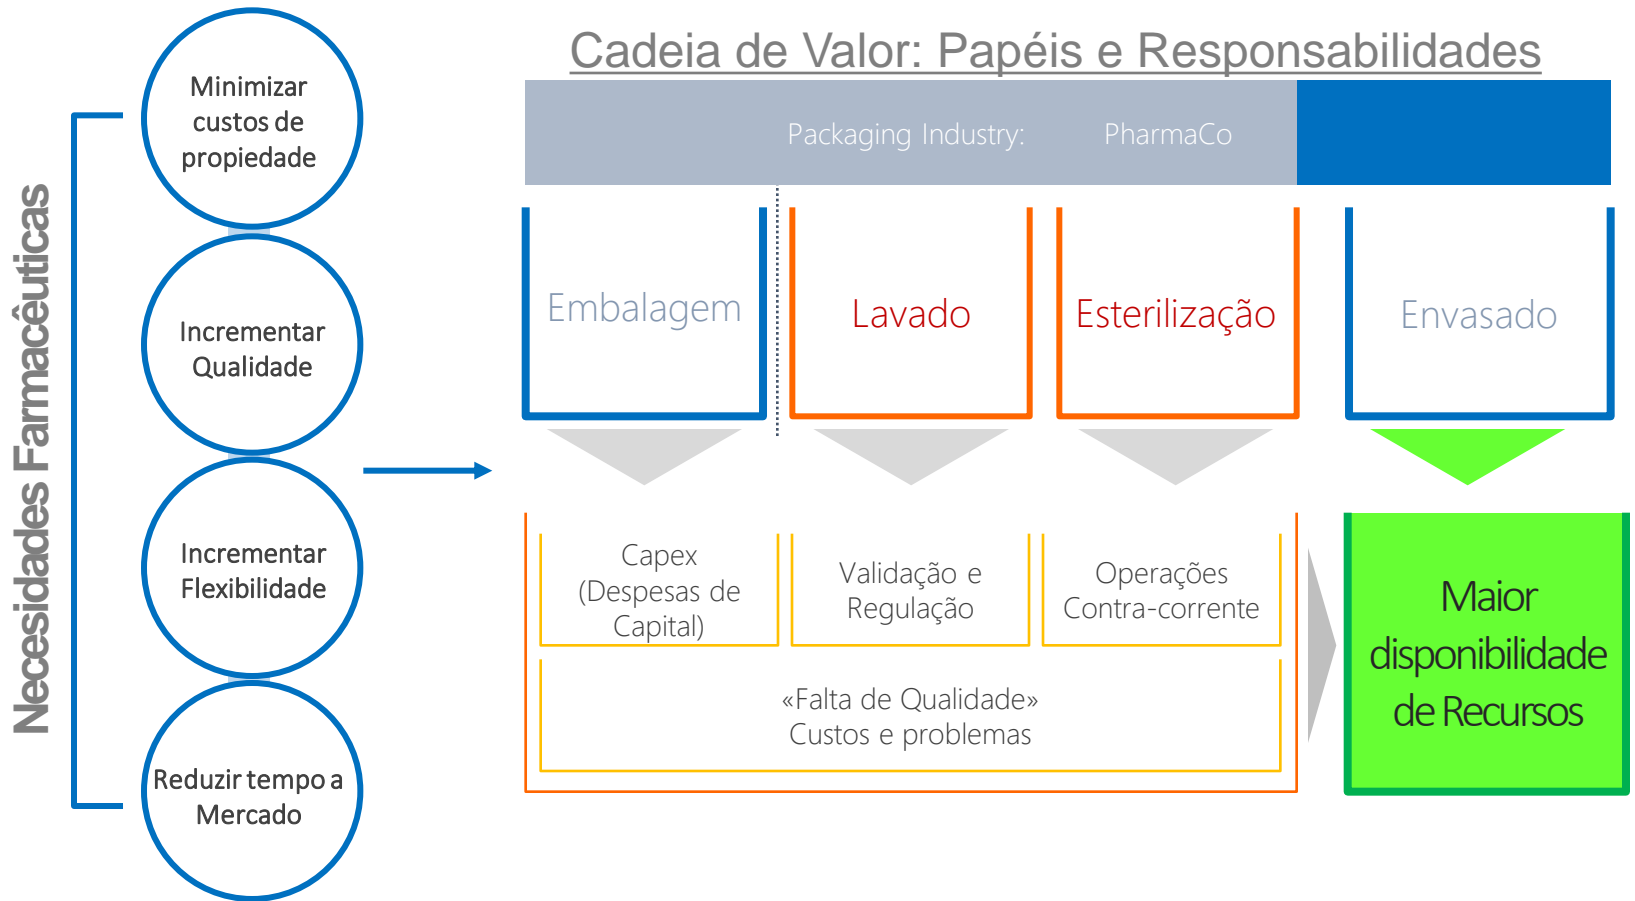 Cadeia de Valor: Papéis e Responsabilidades
Necesidades Farmacêuticas
Minimizar
custos de
propiedade
Incrementar
Qualidade
Incrementar
Flexibilidade
Reduzir tempo a
Mercado
Packaging Industry: PharmaCo
Embalagem
Lavado
Esterilização
Envasado
Capex
(Despesas de
Capital)
Validação e
Regulação
Operações
Contra-corrente
«Falta de Qualidade»
Custos e problemas
Maior
disponibilidade
de Recursos